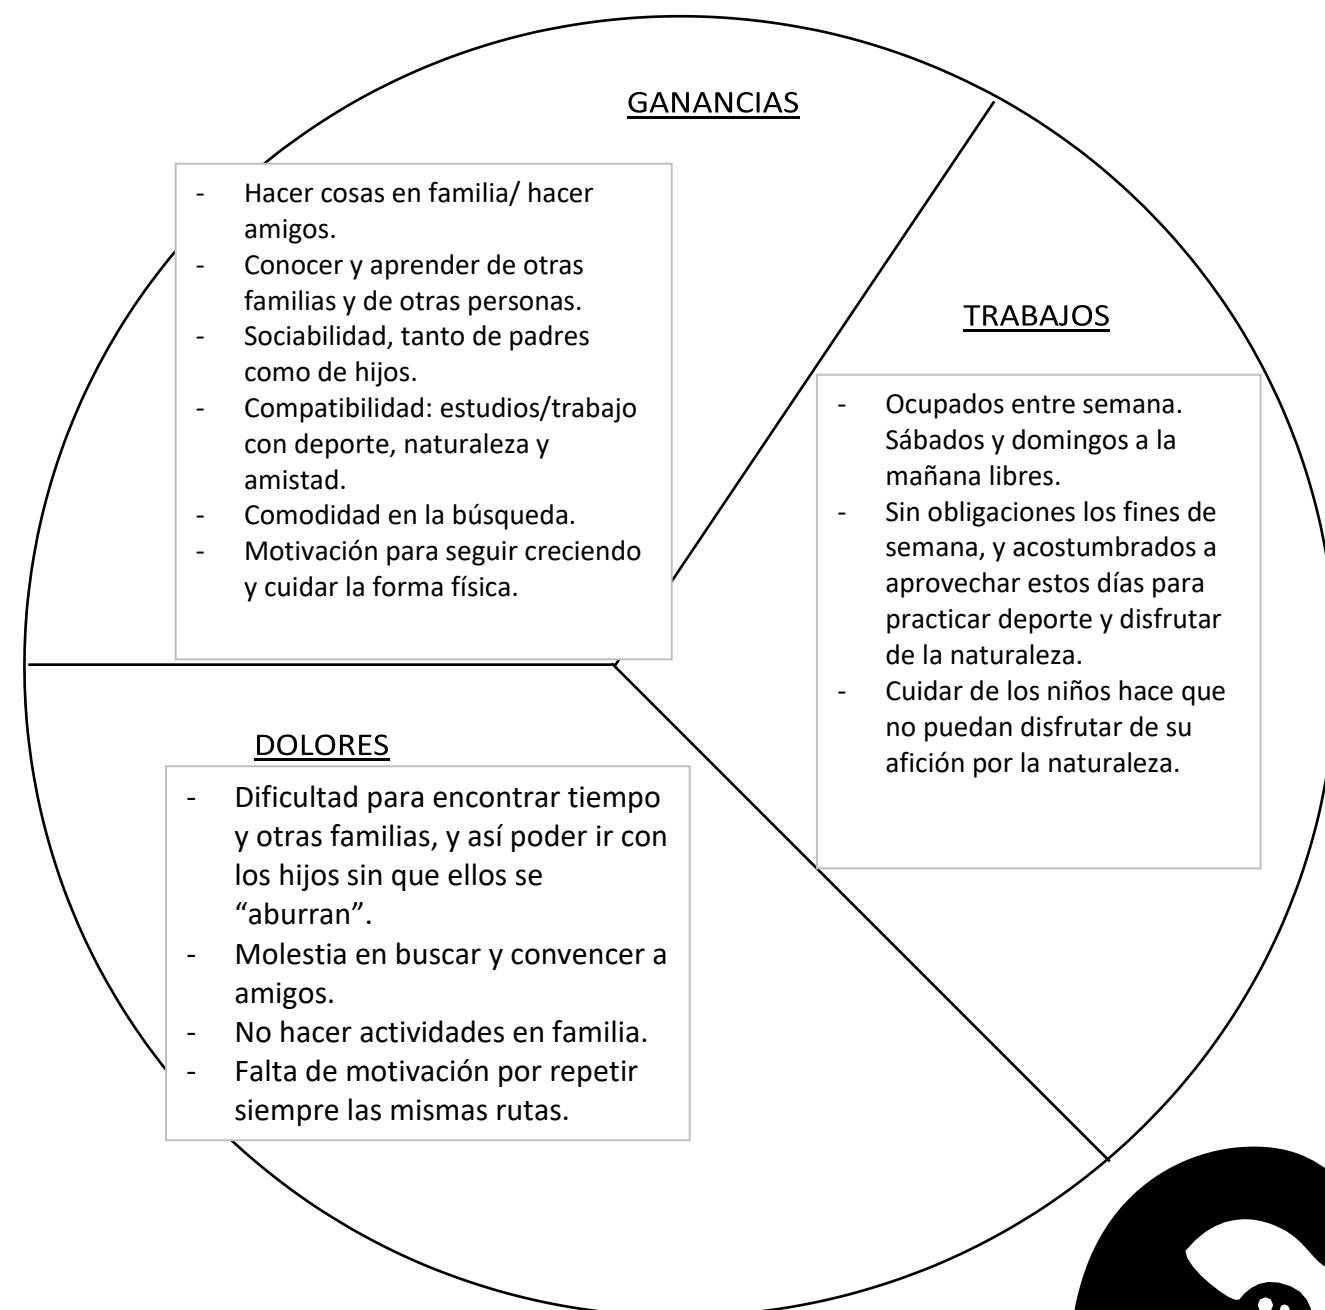 GANANCIAS
- Hacer cosas en familia/ hacer
amigos.
- Conocer y aprender de otras
familias y de otras personas.
- Sociabilidad, tanto de padres
como de hijos.
- Compatibilidad: estudios/trabajo
con deporte, naturaleza y
amistad.
- Comodidad en la búsqueda.
- Motivación para seguir creciendo
y cuidar la forma física.
TRABAJOS
- Ocupados entre semana.
Sábados y domingos a la
mañana libres.
- Sin obligaciones los fines de
semana, y acostumbrados a
aprovechar estos días para
practicar deporte y disfrutar
de la naturaleza.
- Cuidar de los niños hace que
no puedan disfrutar de su
afición por la naturaleza.
DOLORES
- Dificultad para encontrar tiempo
y otras familias, y así poder ir con
los hijos sin que ellos se
“aburran”.
- Molestia en buscar y convencer a
amigos.
- No hacer actividades en familia.
- Falta de motivación por repetir
siempre las mismas rutas.